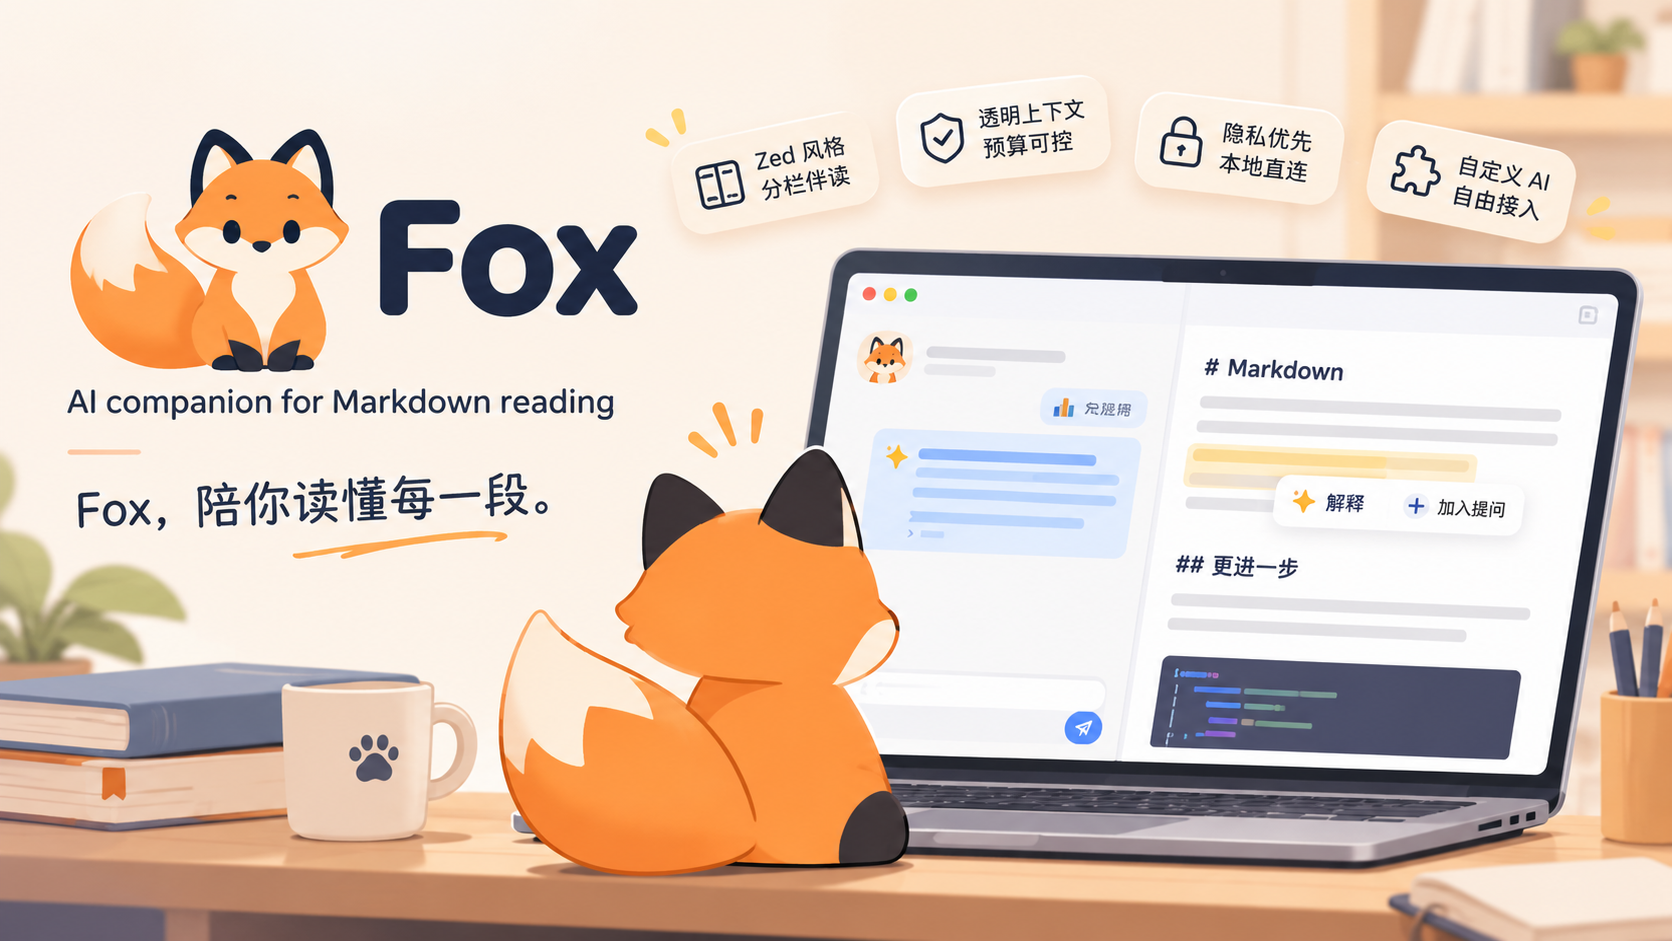 Fox
AI companion for Markdown reading
Fox，陪你读懂每一段。
Zed 风格
分栏伴读
透明上下文
预算可控
隐私优先
本地直连
自定义 AI
自由接入
# Markdown
解释
加入提问
## 更进一步